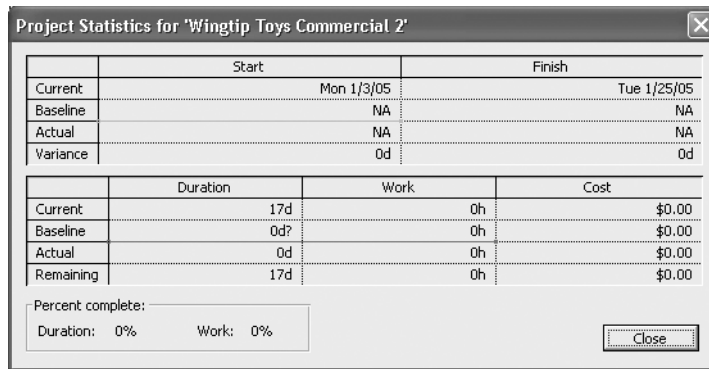 Project Statistics for 'Wingtip Toys Commercial 2'
Start Finish
Current Mon 1/3/05 Tue 1/25/05
Baseline NA NA
Actual NA NA
Variance 0d 0d
Duration Work Cost
Current 17d 0h $0.00
Baseline 0d? 0h $0.00
Actual 0d 0h $0.00
Remaining 17d 0h $0.00
Percent complete:
Duration: 0% Work: 0%
Close